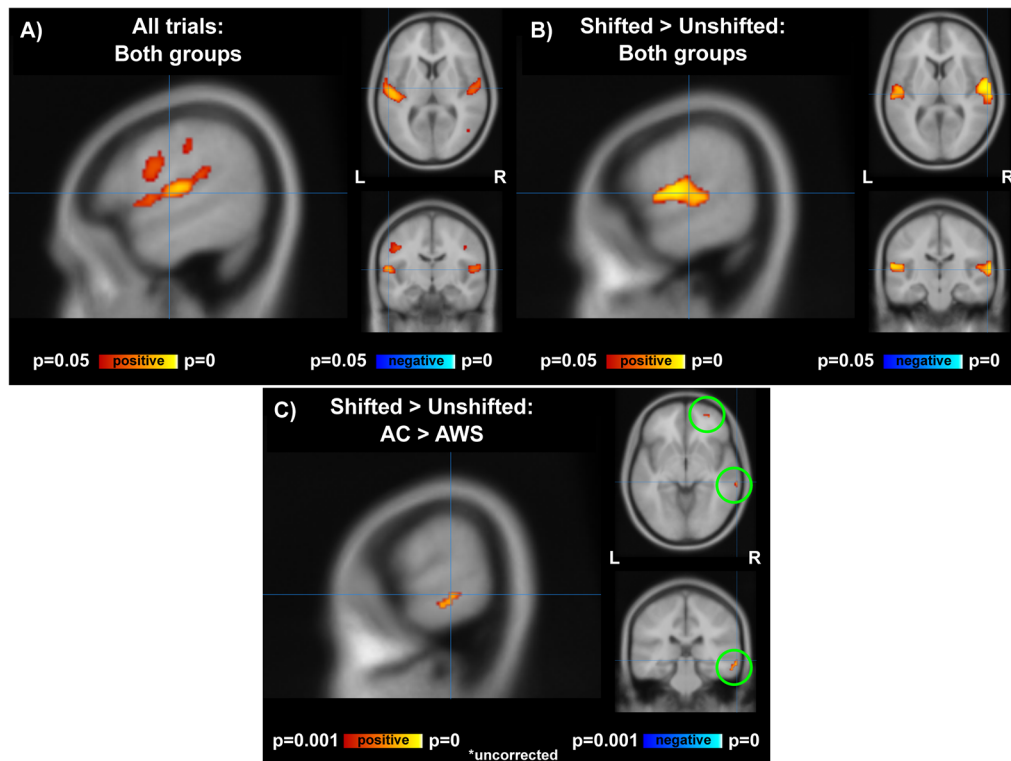 A)
All trials:
Both groups
L
R
p=0.05 positive p=0
p=0.05 negative p=0
B)
Shifted > Unshifted:
Both groups
L
R
p=0.05 positive p=0
p=0.05 negative p=0
C)
Shifted > Unshifted:
AC > AWS
L
R
p=0.001 positive p=0
*uncorrected
p=0.001 negative p=0